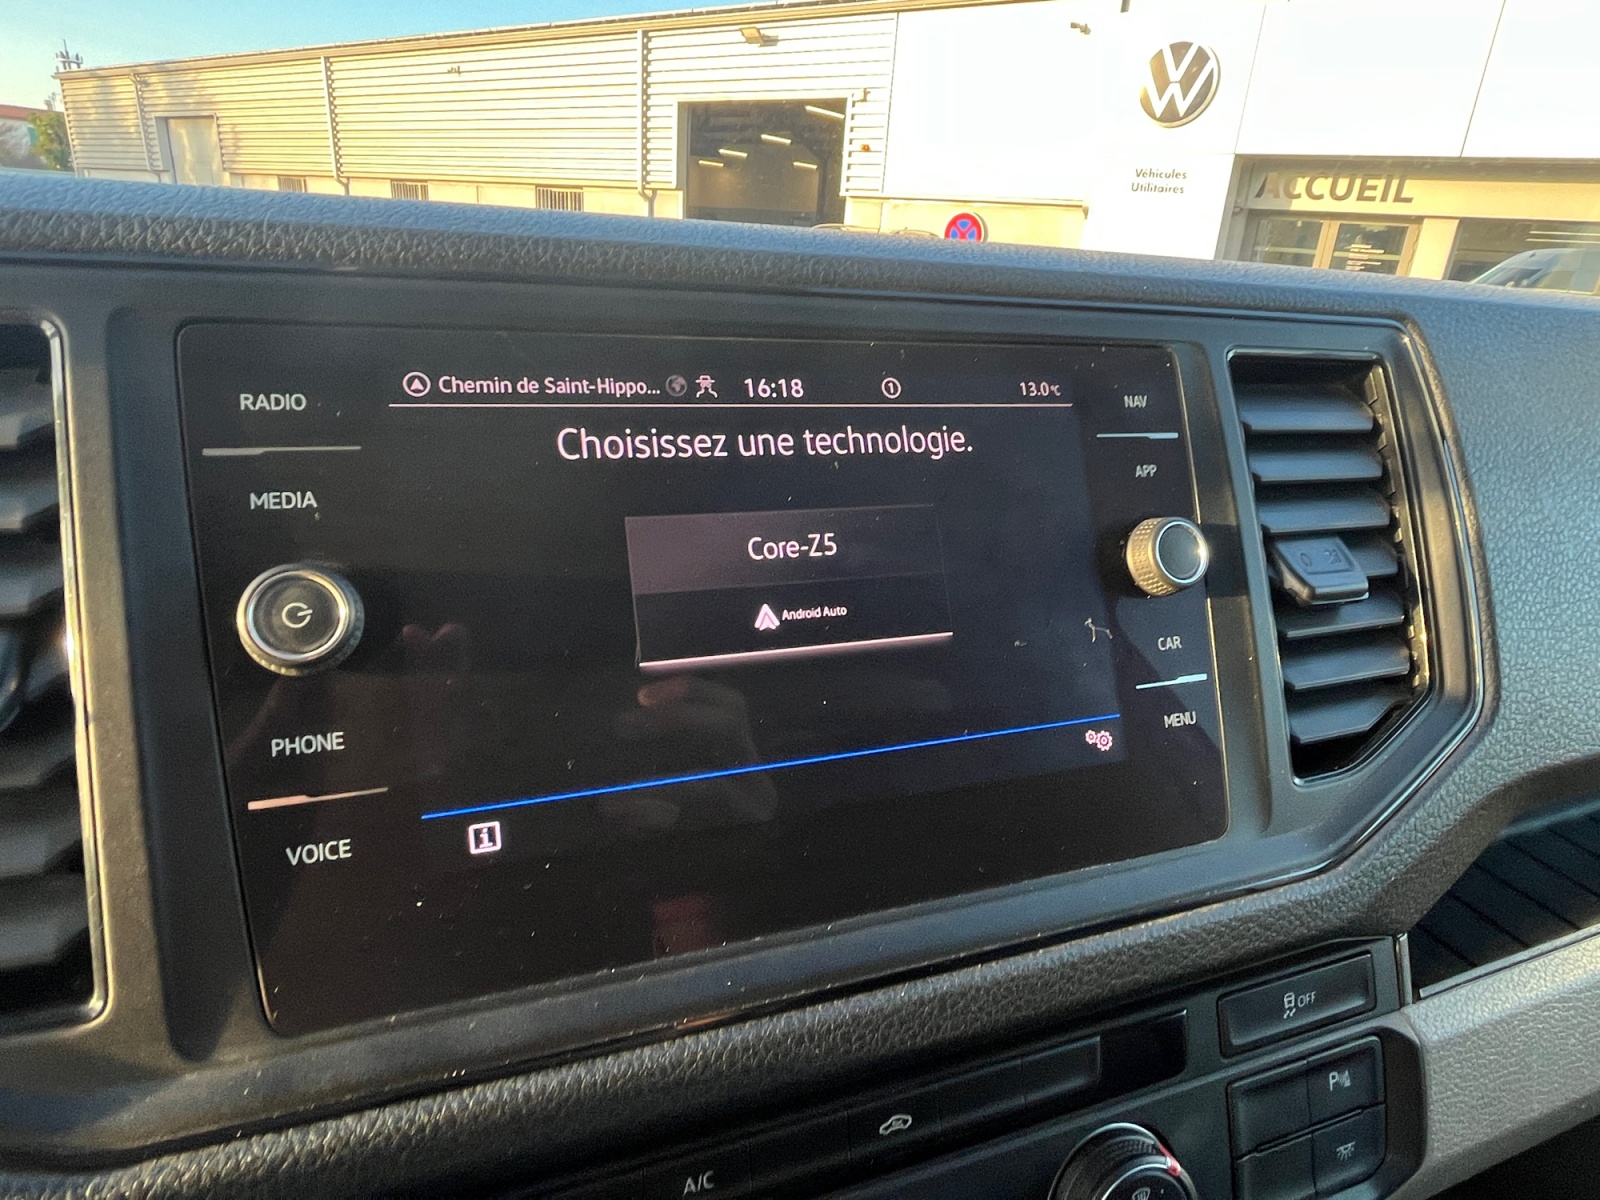 Véhicules
Utilitaires
ACCUEIL
RADIO
MEDIA
PHONE
VOICE
Chemin de Saint-Hippo... 16:18 1 13.0°C
Choisissez une technologie.
Core-Z5
Android Auto
i
NAV
APP
CAR
MENU
OFF
P
A/C